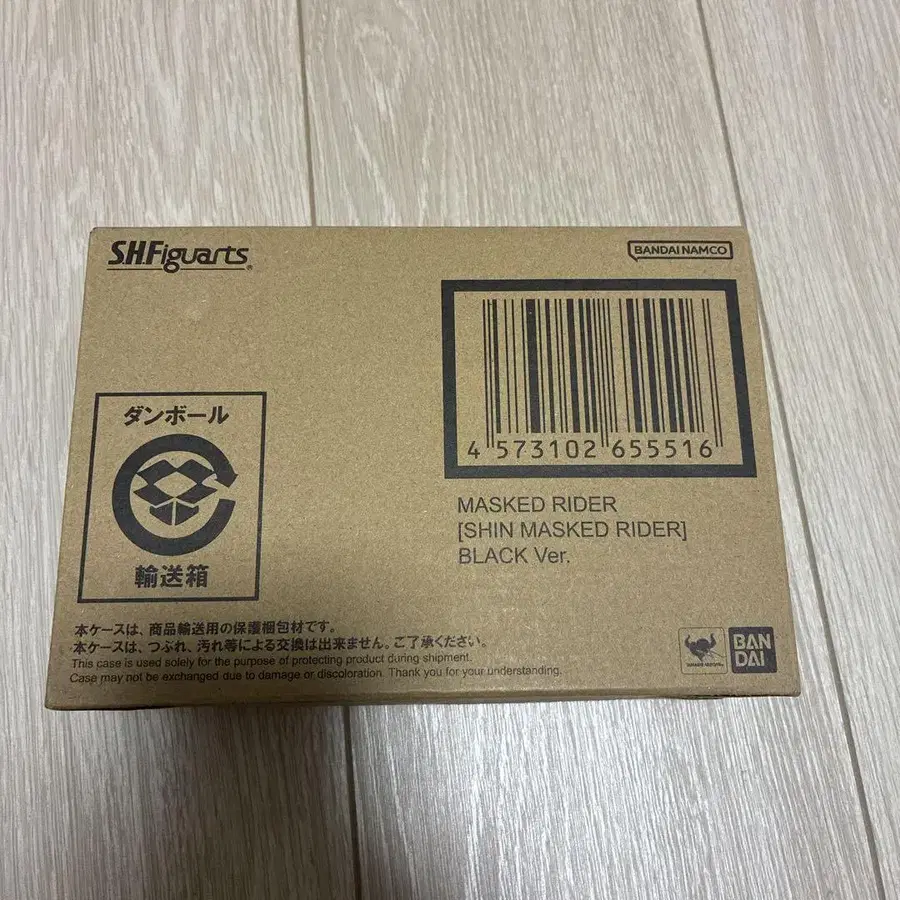 S.H.Figuarts
BANDAI NAMCO
4 573102 655516
ダンボール
輸送箱
MASKED RIDER
[SHIN MASKED RIDER]
BLACK Ver.
本ケースは、商品輸送用の保護梱包材です。
本ケースは、つぶれ、汚れ等による交換は出来ません。ご了承ください。
This case is used solely for the purpose of protecting product during shipment.
Case may not be exchanged due to damage or discoloration. Thank you for your understanding.
BAN
DAI